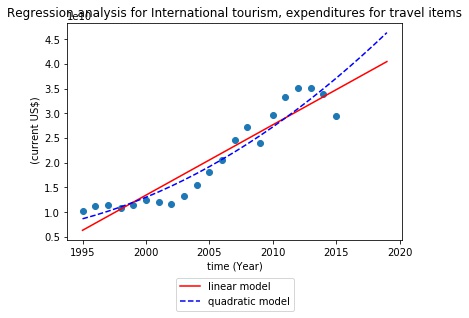 Regression analysis for International tourism, expenditures for travel items
1e10
4.5
4.0
3.5
3.0
2.5
2.0
1.5
1.0
0.5
(current US$)
1995 2000 2005 2010 2015 2020
time (Year)
linear model
quadratic model